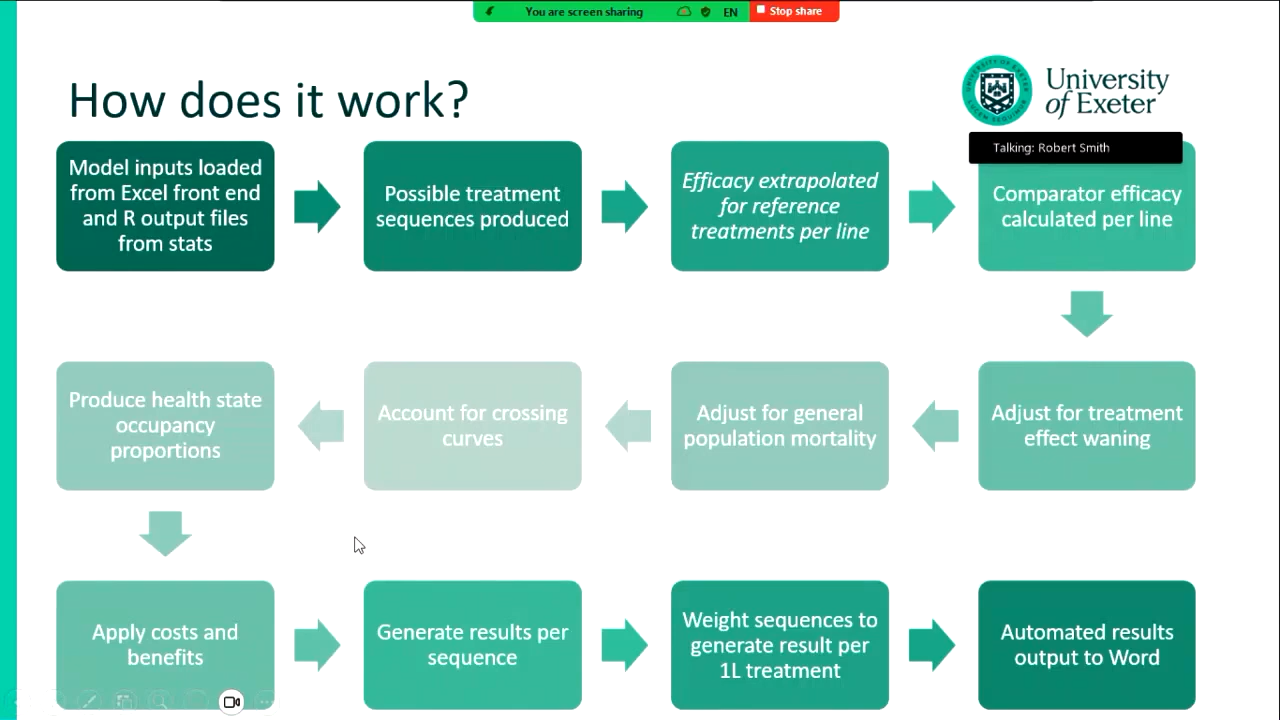 You are screen sharing
EN
Stop share
How does it work?
University
of Exeter
Talking: Robert Smith
Model inputs loaded
from Excel front end
and R output files
from stats
Possible treatment
sequences produced
Efficacy extrapolated
for reference
treatments per line
Comparator efficacy
calculated per line
Adjust for treatment
effect waning
Adjust for general
population mortality
Account for crossing
curves
Produce health state
occupancy
proportions
Apply costs and
benefits
Generate results per
sequence
Weight sequences to
generate result per
1L treatment
Automated results
output to Word